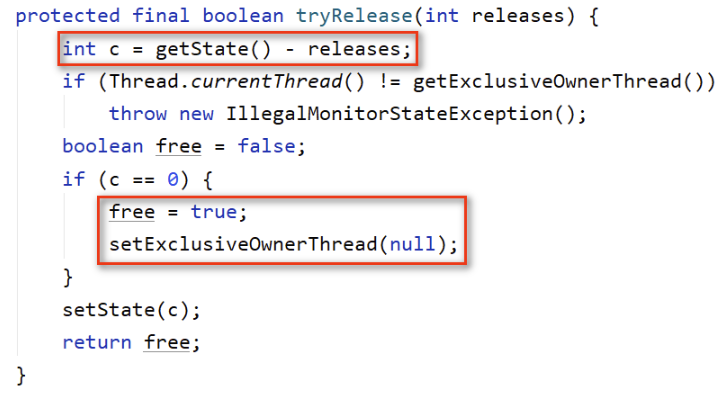 protected final boolean tryRelease(int releases) {
    int c = getState() - releases;
    if (Thread.currentThread() != getExclusiveOwnerThread())
        throw new IllegalMonitorStateException();
    boolean free = false;
    if (c == 0) {
        free = true;
        setExclusiveOwnerThread(null);
    }
    setState(c);
    return free;
}